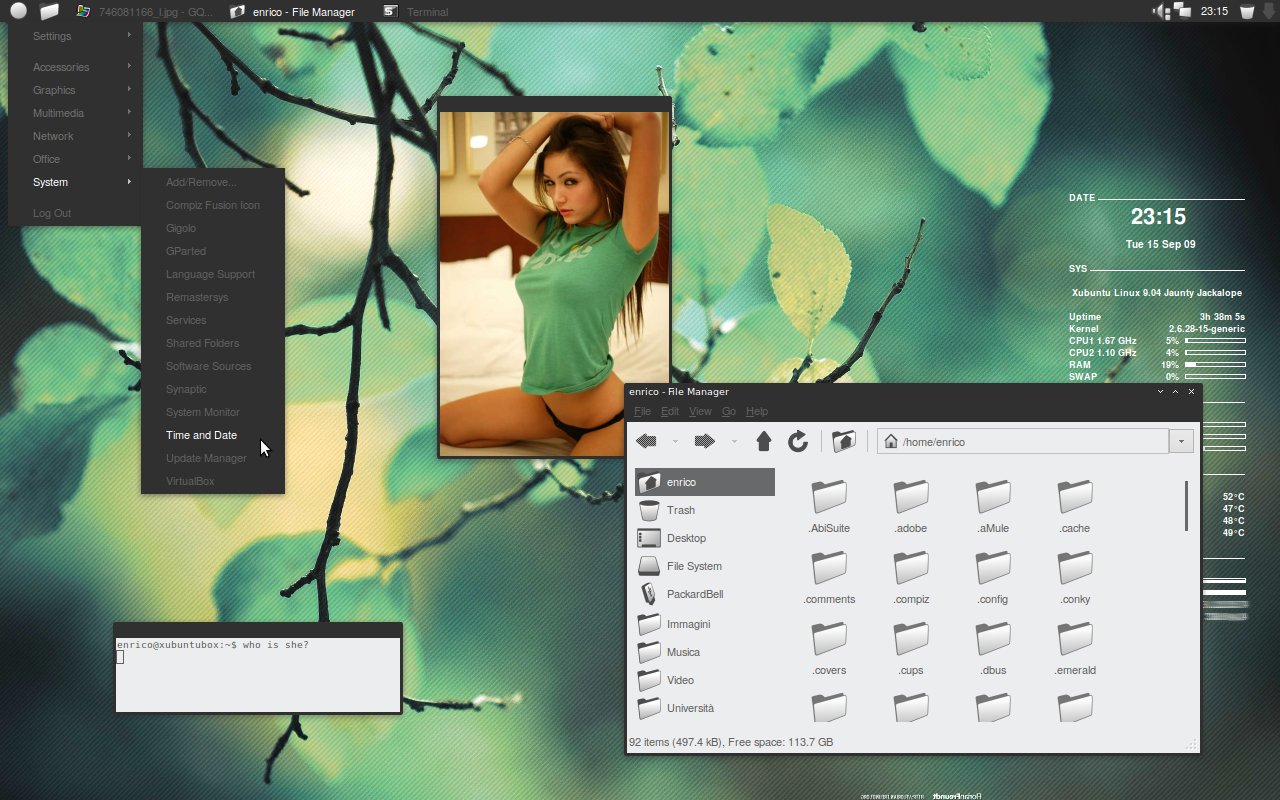 746081166_l.jpg - GQ...
enrico - File Manager
Terminal
23:15
Settings
Accessories
Graphics
Multimedia
Network
Office
System
Log Out
Add/Remove...
Compiz Fusion Icon
Gigolo
GParted
Language Support
Remastersys
Services
Shared Folders
Software Sources
Synaptic
System Monitor
Time and Date
Update Manager
VirtualBox
DATE
23:15
Tue 15 Sep 09
SYS
Xubuntu Linux 9.04 Jaunty Jackalope
Uptime 3h 38m 5s
Kernel 2.6.28-15-generic
CPU1 1.67 GHz 5%
CPU2 1.10 GHz 4%
RAM 19%
SWAP 0%
52°C
47°C
48°C
49°C
enrico - File Manager
File Edit View Go Help
/home/enrico
enrico
Trash
Desktop
File System
PackardBell
Immagini
Musica
Video
Università
.AbiSuite .adobe .aMule .cache
.comments .compiz .config .conky
.covers .cups .dbus .emerald
92 items (497.4 kB), Free space: 113.7 GB
enrico@xubuntubox:~$ who is she?